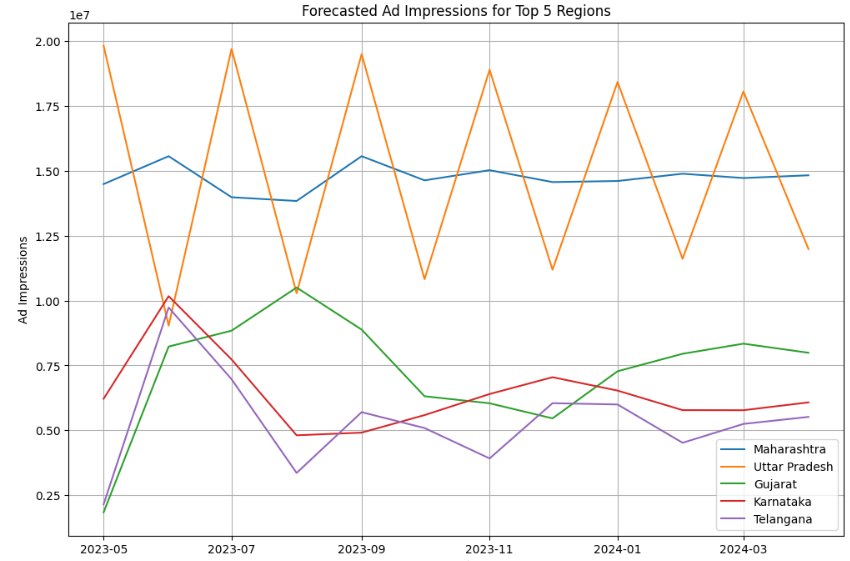 Forecasted Ad Impressions for Top 5 Regions
1e7
2.00
1.75
1.50
1.25
1.00
0.75
0.50
0.25
Ad Impressions
Maharashtra
Uttar Pradesh
Gujarat
Karnataka
Telangana
2023-05 2023-07 2023-09 2023-11 2024-01 2024-03